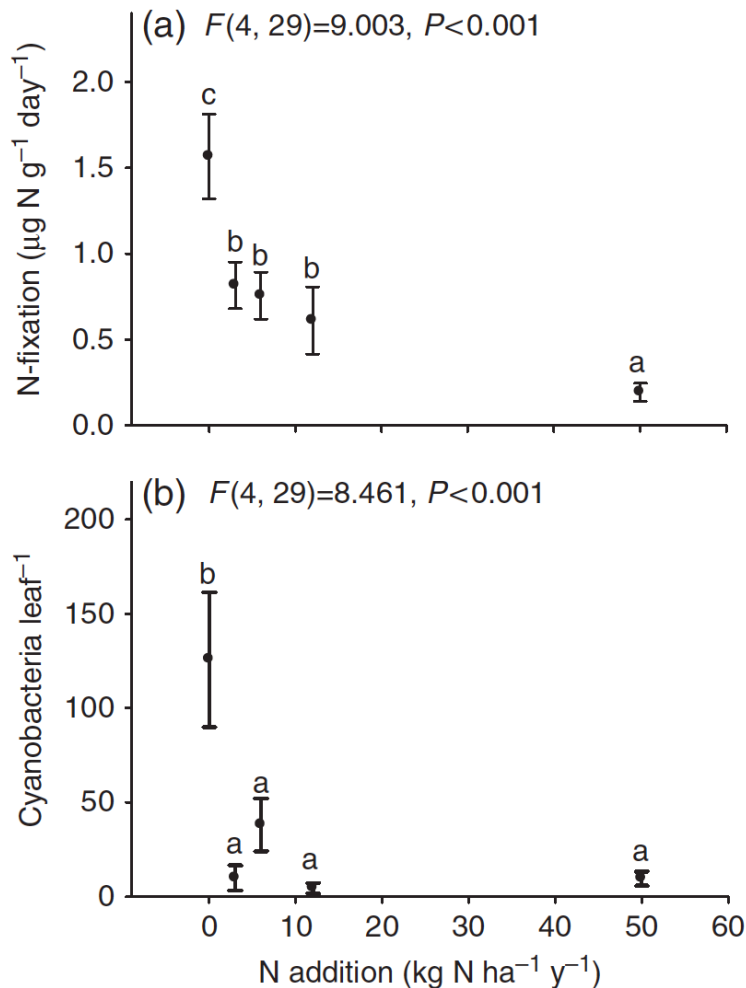 (a) F(4, 29)=9.003, P<0.001
N-fixation (μg N g⁻¹ day⁻¹)
2.0
1.5
1.0
0.5
0.0
c
b
b
b
a
(b) F(4, 29)=8.461, P<0.001
Cyanobacteria leaf⁻¹
200
150
100
50
0
b
a
a
a
a
0 10 20 30 40 50 60
N addition (kg N ha⁻¹ y⁻¹)